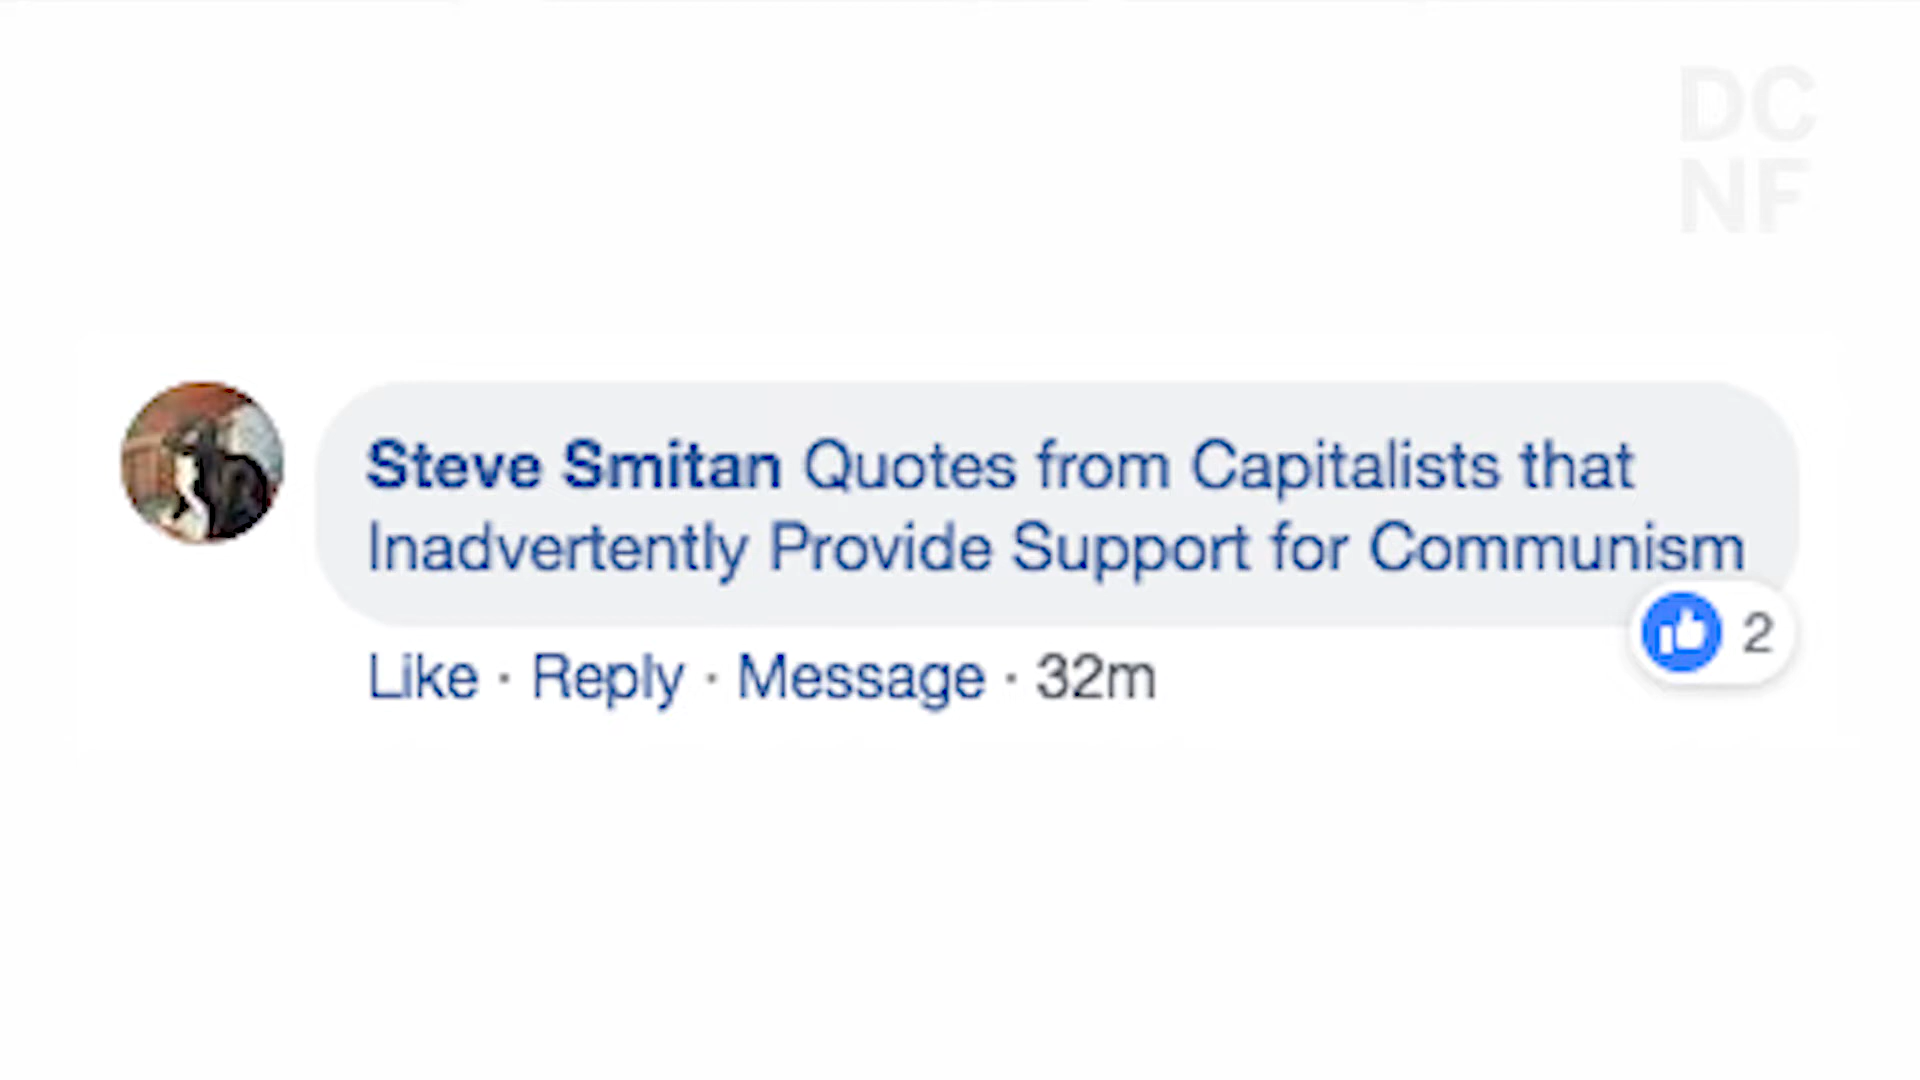 DC
NF
Steve Smitan Quotes from Capitalists that
Inadvertently Provide Support for Communism
2
Like · Reply · Message · 32m